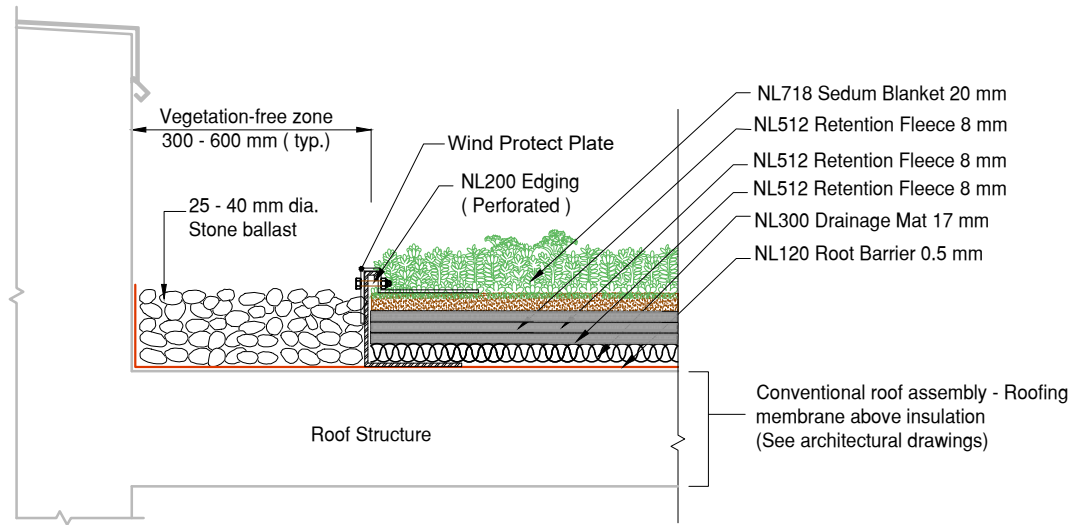 Vegetation-free zone
300 - 600 mm ( typ.)
25 - 40 mm dia.
Stone ballast
Wind Protect Plate
NL200 Edging
( Perforated )
NL718 Sedum Blanket 20 mm
NL512 Retention Fleece 8 mm
NL512 Retention Fleece 8 mm
NL512 Retention Fleece 8 mm
NL300 Drainage Mat 17 mm
NL120 Root Barrier 0.5 mm
Roof Structure
Conventional roof assembly - Roofing
membrane above insulation
(See architectural drawings)